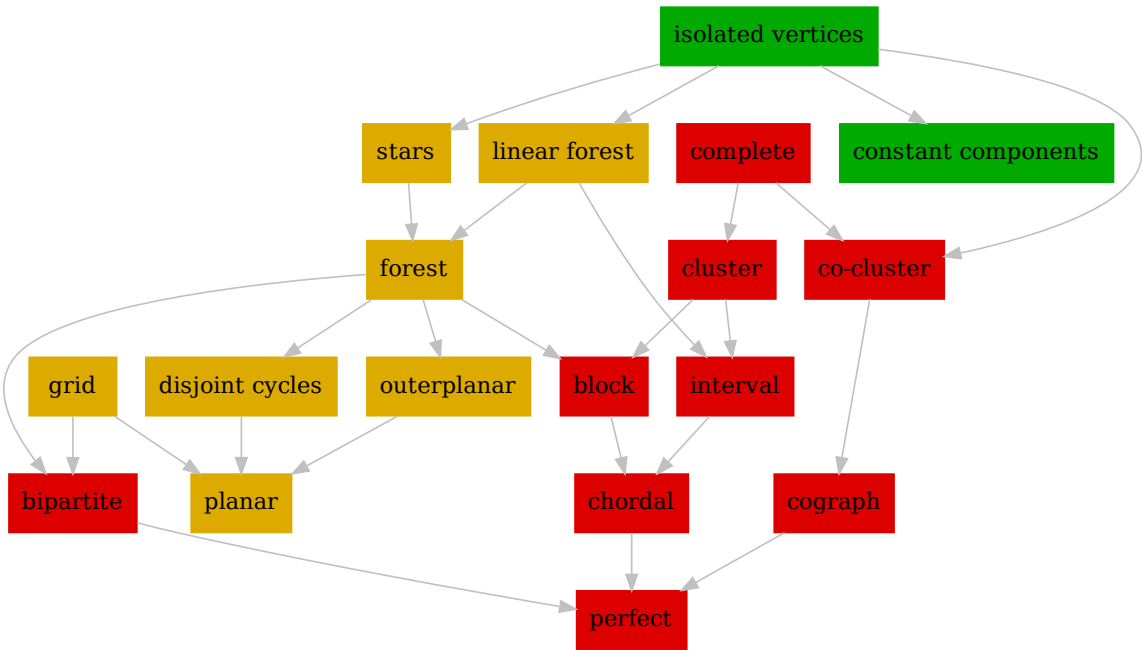 isolated vertices
stars
linear forest
complete
constant components
forest
cluster
co-cluster
grid
disjoint cycles
outerplanar
block
interval
bipartite
planar
chordal
cograph
perfect